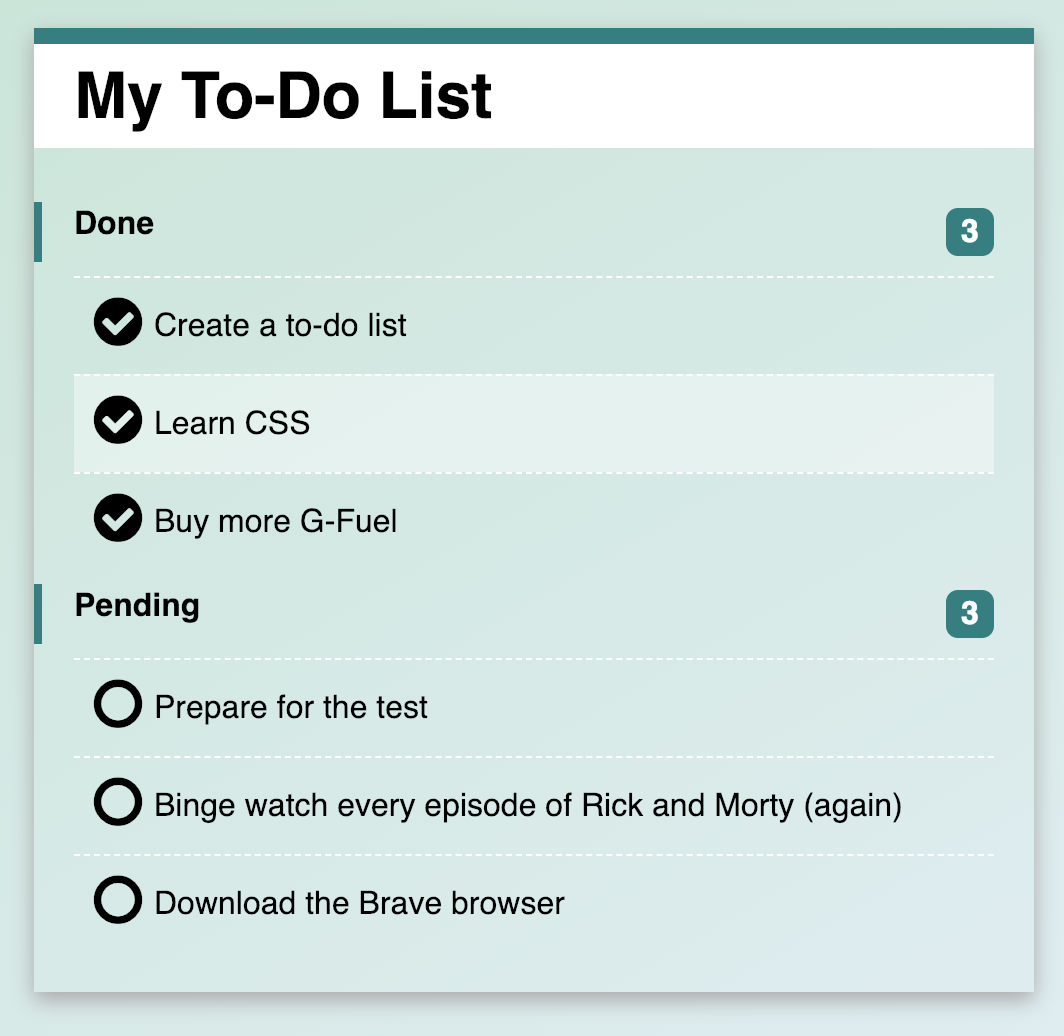 My To-Do List
Done
3
Create a to-do list
Learn CSS
Buy more G-Fuel
Pending
3
Prepare for the test
Binge watch every episode of Rick and Morty (again)
Download the Brave browser